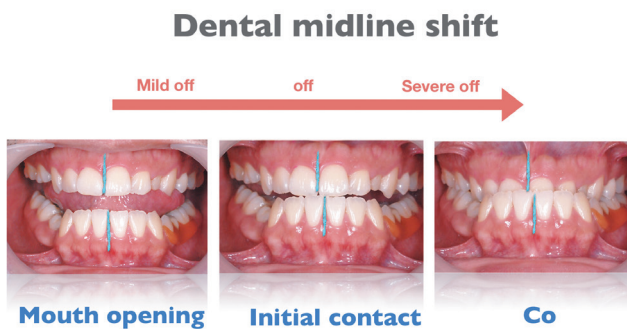 Dental midline shift
Mild off off Severe off
Mouth opening Initial contact Co